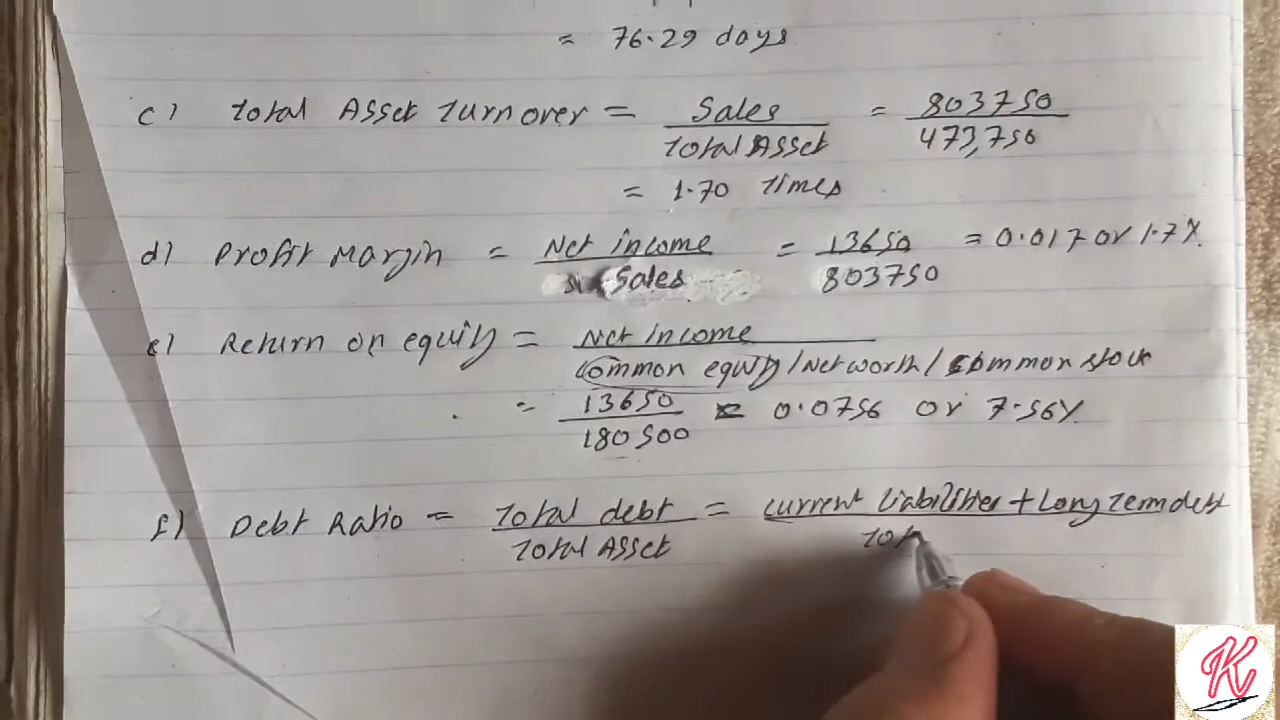 = 76.29 days
c) Total Asset Turnover = Sales / Total Asset = 803750 / 473,750
= 1.70 Times
d) Profit Margin = Net income / Sales = 13650 / 803750 = 0.017 or 1.7%
e) Return on equity = Net Income / Common equity/Net worth/Common stock
= 13650 / 180500 = 0.0756 or 7.56%
f) Debt Ratio = Total debt / Total Asset = Current Liabilities + Long Term debt / Tot
K